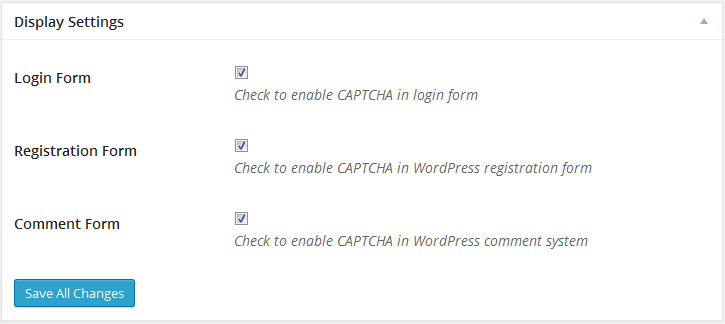 Display Settings
Login Form
Check to enable CAPTCHA in login form
Registration Form
Check to enable CAPTCHA in WordPress registration form
Comment Form
Check to enable CAPTCHA in WordPress comment system
Save All Changes